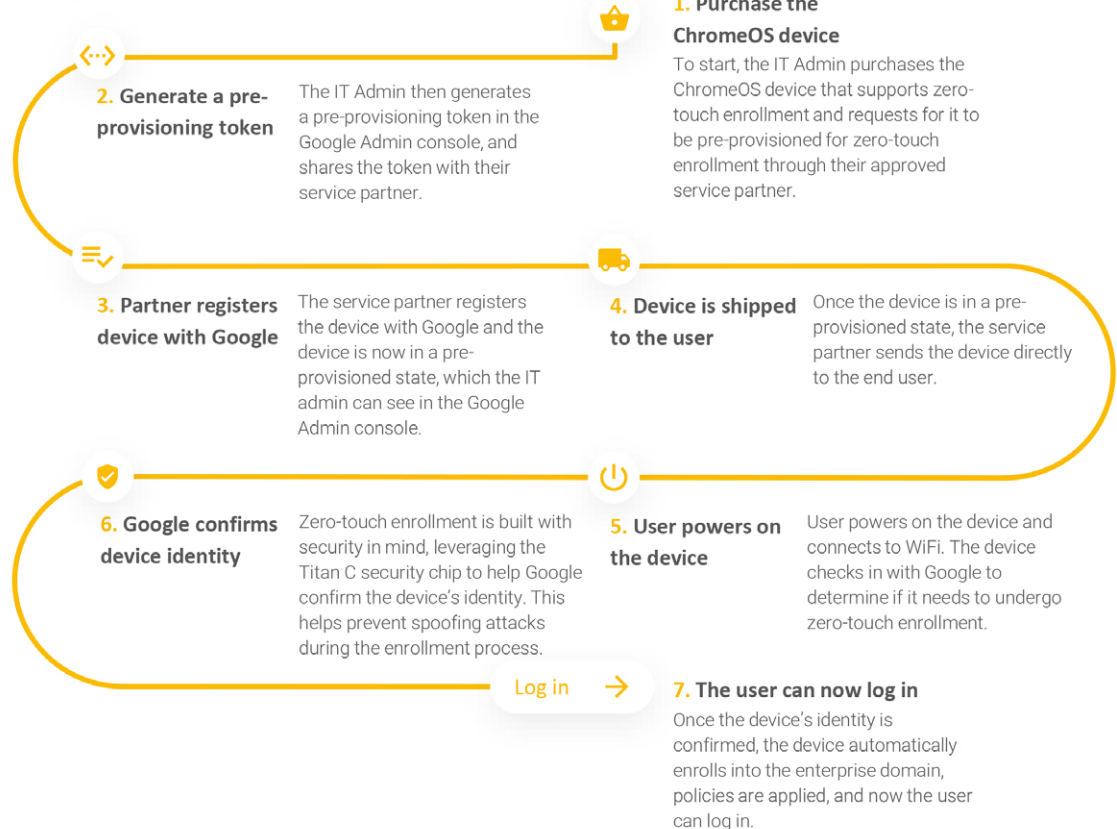 1. Purchase the
ChromeOS device
To start, the IT Admin purchases the
ChromeOS device that supports zero-
touch enrollment and requests for it to
be pre-provisioned for zero-touch
enrollment through their approved
service partner.
2. Generate a pre-
provisioning token
The IT Admin then generates
a pre-provisioning token in the
Google Admin console, and
shares the token with their
service partner.
3. Partner registers
device with Google
The service partner registers
the device with Google and the
device is now in a pre-
provisioned state, which the IT
admin can see in the Google
Admin console.
4. Device is shipped
to the user
Once the device is in a pre-
provisioned state, the service
partner sends the device directly
to the end user.
5. User powers on
the device
User powers on the device and
connects to WiFi. The device
checks in with Google to
determine if it needs to undergo
zero-touch enrollment.
6. Google confirms
device identity
Zero-touch enrollment is built with
security in mind, leveraging the
Titan C security chip to help Google
confirm the device's identity. This
helps prevent spoofing attacks
during the enrollment process.
Log in
7. The user can now log in
Once the device's identity is
confirmed, the device automatically
enrolls into the enterprise domain,
policies are applied, and now the user
can log in.